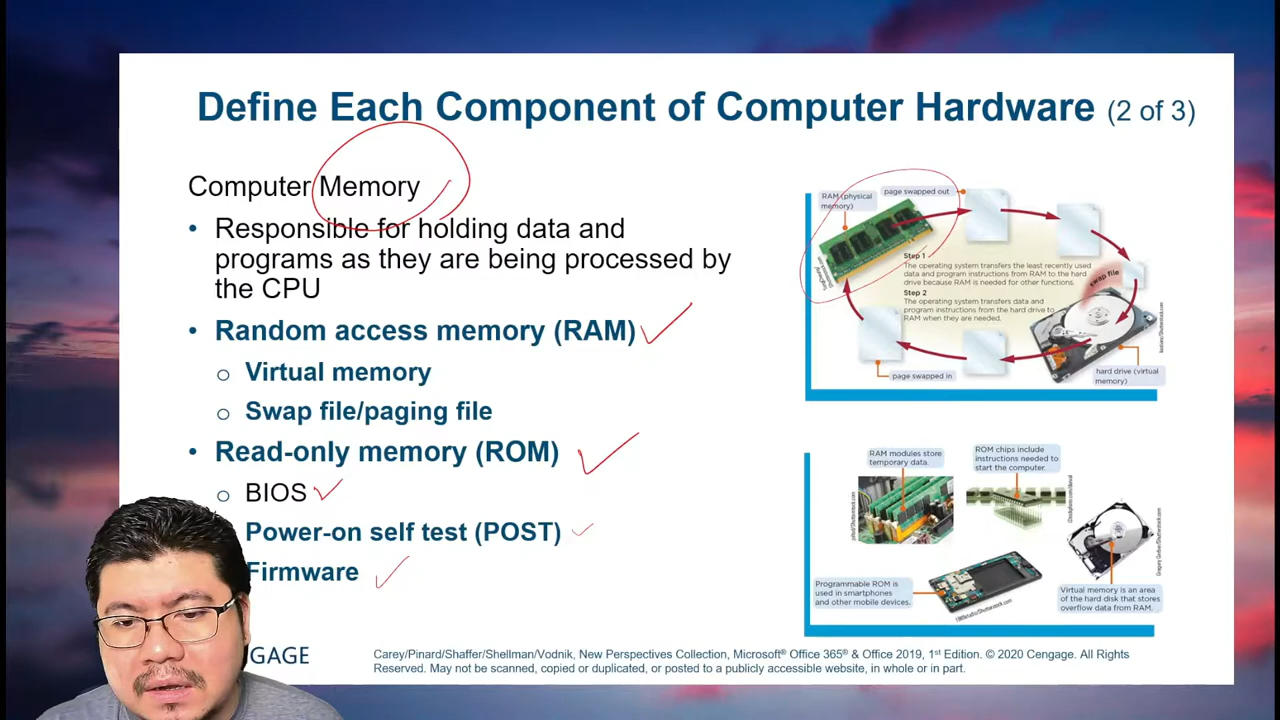 Define Each Component of Computer Hardware (2 of 3)
Computer Memory
• Responsible for holding data and
programs as they are being processed by
the CPU
• Random access memory (RAM)
o Virtual memory
o Swap file/paging file
• Read-only memory (ROM)
o BIOS
Power-on self test (POST)
Firmware
RAM (physical
memory)
page swapped out
Step 1
The operating system transfers the least recently used
data and program instructions from RAM to the hard
drive because RAM is needed for other functions.
Step 2
The operating system transfers data and
program instructions from the hard drive to
RAM when they are needed.
swap file
page swapped in
hard drive (virtual
memory)
RAM modules store
temporary data.
ROM chips include
instructions needed to
start the computer.
Programmable ROM is
used in smartphones
and other mobile devices.
Virtual memory is an area
of the hard disk that stores
overflow data from RAM.
NGAGE
Carey/Pinard/Shaffer/Shellman/Vodnik, New Perspectives Collection, Microsoft® Office 365® & Office 2019, 1st Edition. © 2020 Cengage. All Rights
Reserved. May not be scanned, copied or duplicated, or posted to a publicly accessible website, in whole or in part.